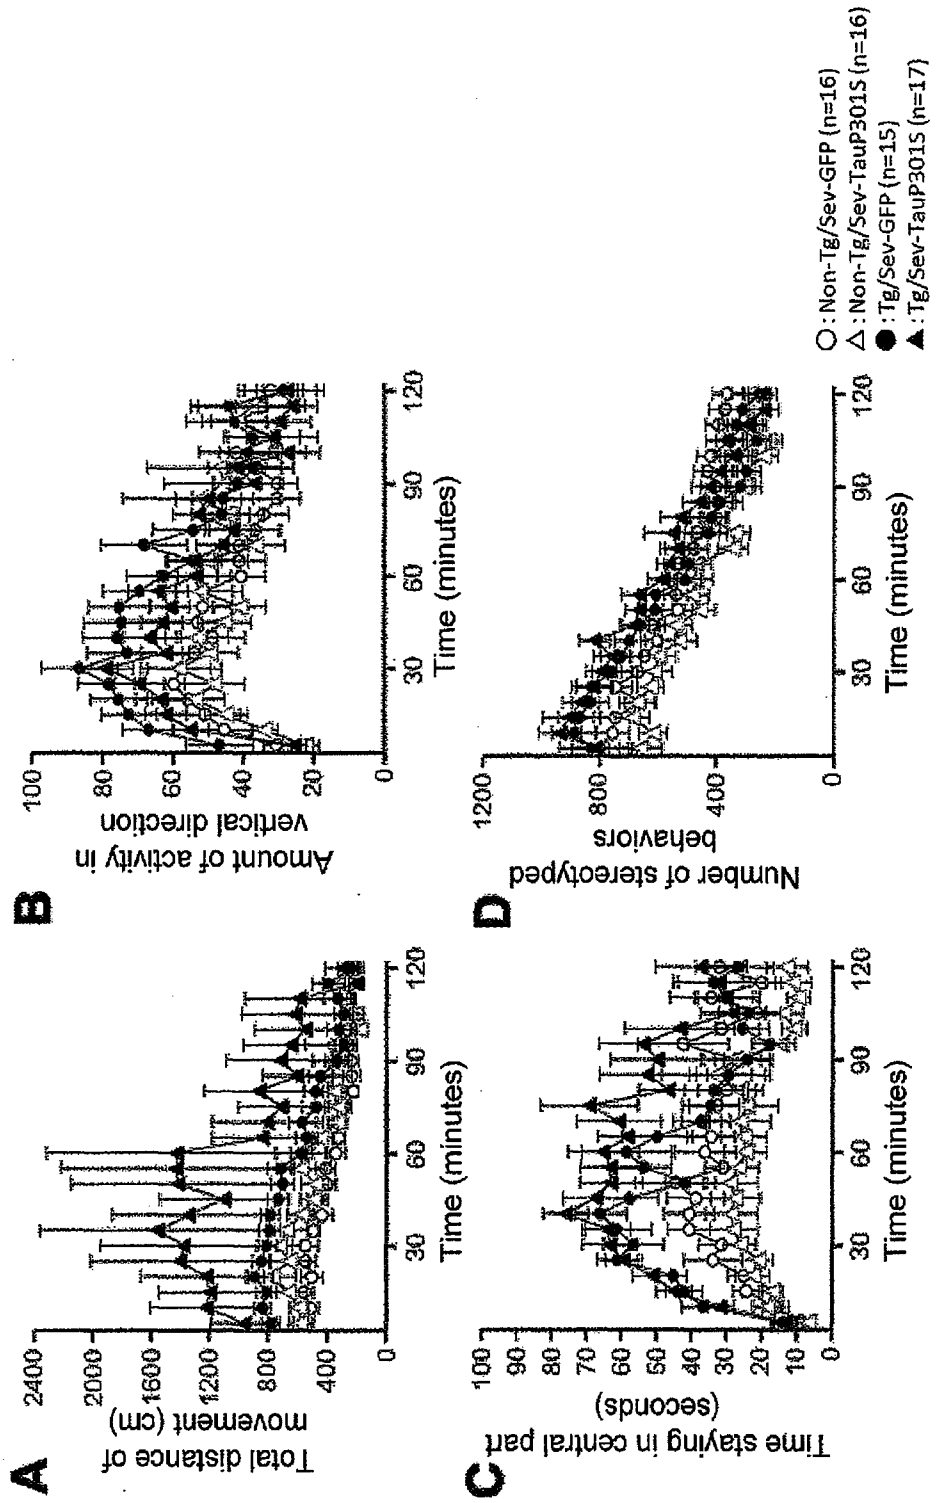 A
Total distance of
movement (cm)
2400
2000
1600
1200
800
400
0
30
60
90
120
Time (minutes)
B
Amount of activity in
vertical direction
100
80
60
40
20
0
30
60
90
120
Time (minutes)
C
Time staying in central part
(seconds)
100
90
80
70
60
50
40
30
20
10
0
30
60
90
120
Time (minutes)
D
Number of stereotyped
behaviors
1200
800
400
0
30
60
90
120
Time (minutes)
○ : Non-Tg/Sev-GFP (n=16)
△ : Non-Tg/Sev-TauP301S (n=16)
● : Tg/Sev-GFP (n=15)
▲ : Tg/Sev-TauP301S (n=17)